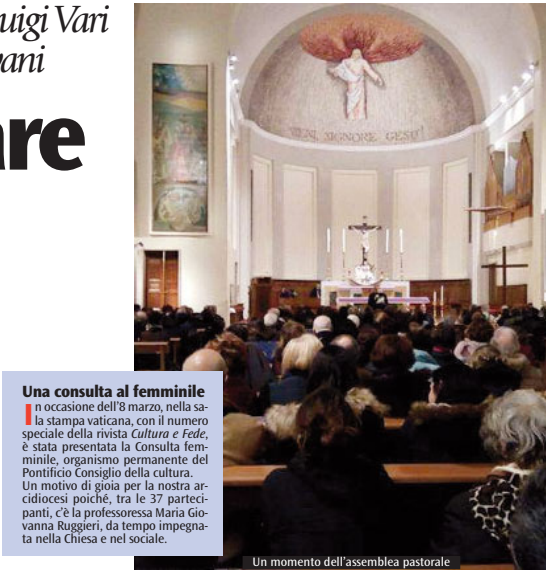 uigi Vari
vani
are
VIENI SIGNORE GESÙ
Una consulta al femminile
In occasione dell'8 marzo, nella sa-
la stampa vaticana, con il numero
speciale della rivista Cultura e Fede,
è stata presentata la Consulta fem-
minile, organismo permanente del
Pontificio Consiglio della cultura.
Un motivo di gioia per la nostra ar-
cidiocesi poiché, tra le 37 parteci-
panti, c'è la professoressa Maria Gio-
vanna Ruggieri, da tempo impegna-
ta nella Chiesa e nel sociale.
Un momento dell'assemblea pastorale